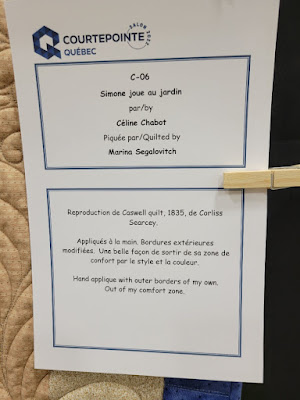 COURTEPOINTE
QUÉBEC
C-06
Simone joue au jardin
par/by
Céline Chabot
Piquée par/Quilted by
Marina Segalovitch
Reproduction de Caswell quilt, 1835, de Corliss
Searcey.
Appliqués à la main. Bordures extérieures
modifiées. Une belle façon de sortir de sa zone de
confort par le style et la couleur.
Hand applique with outer borders of my own.
Out of my comfort zone.